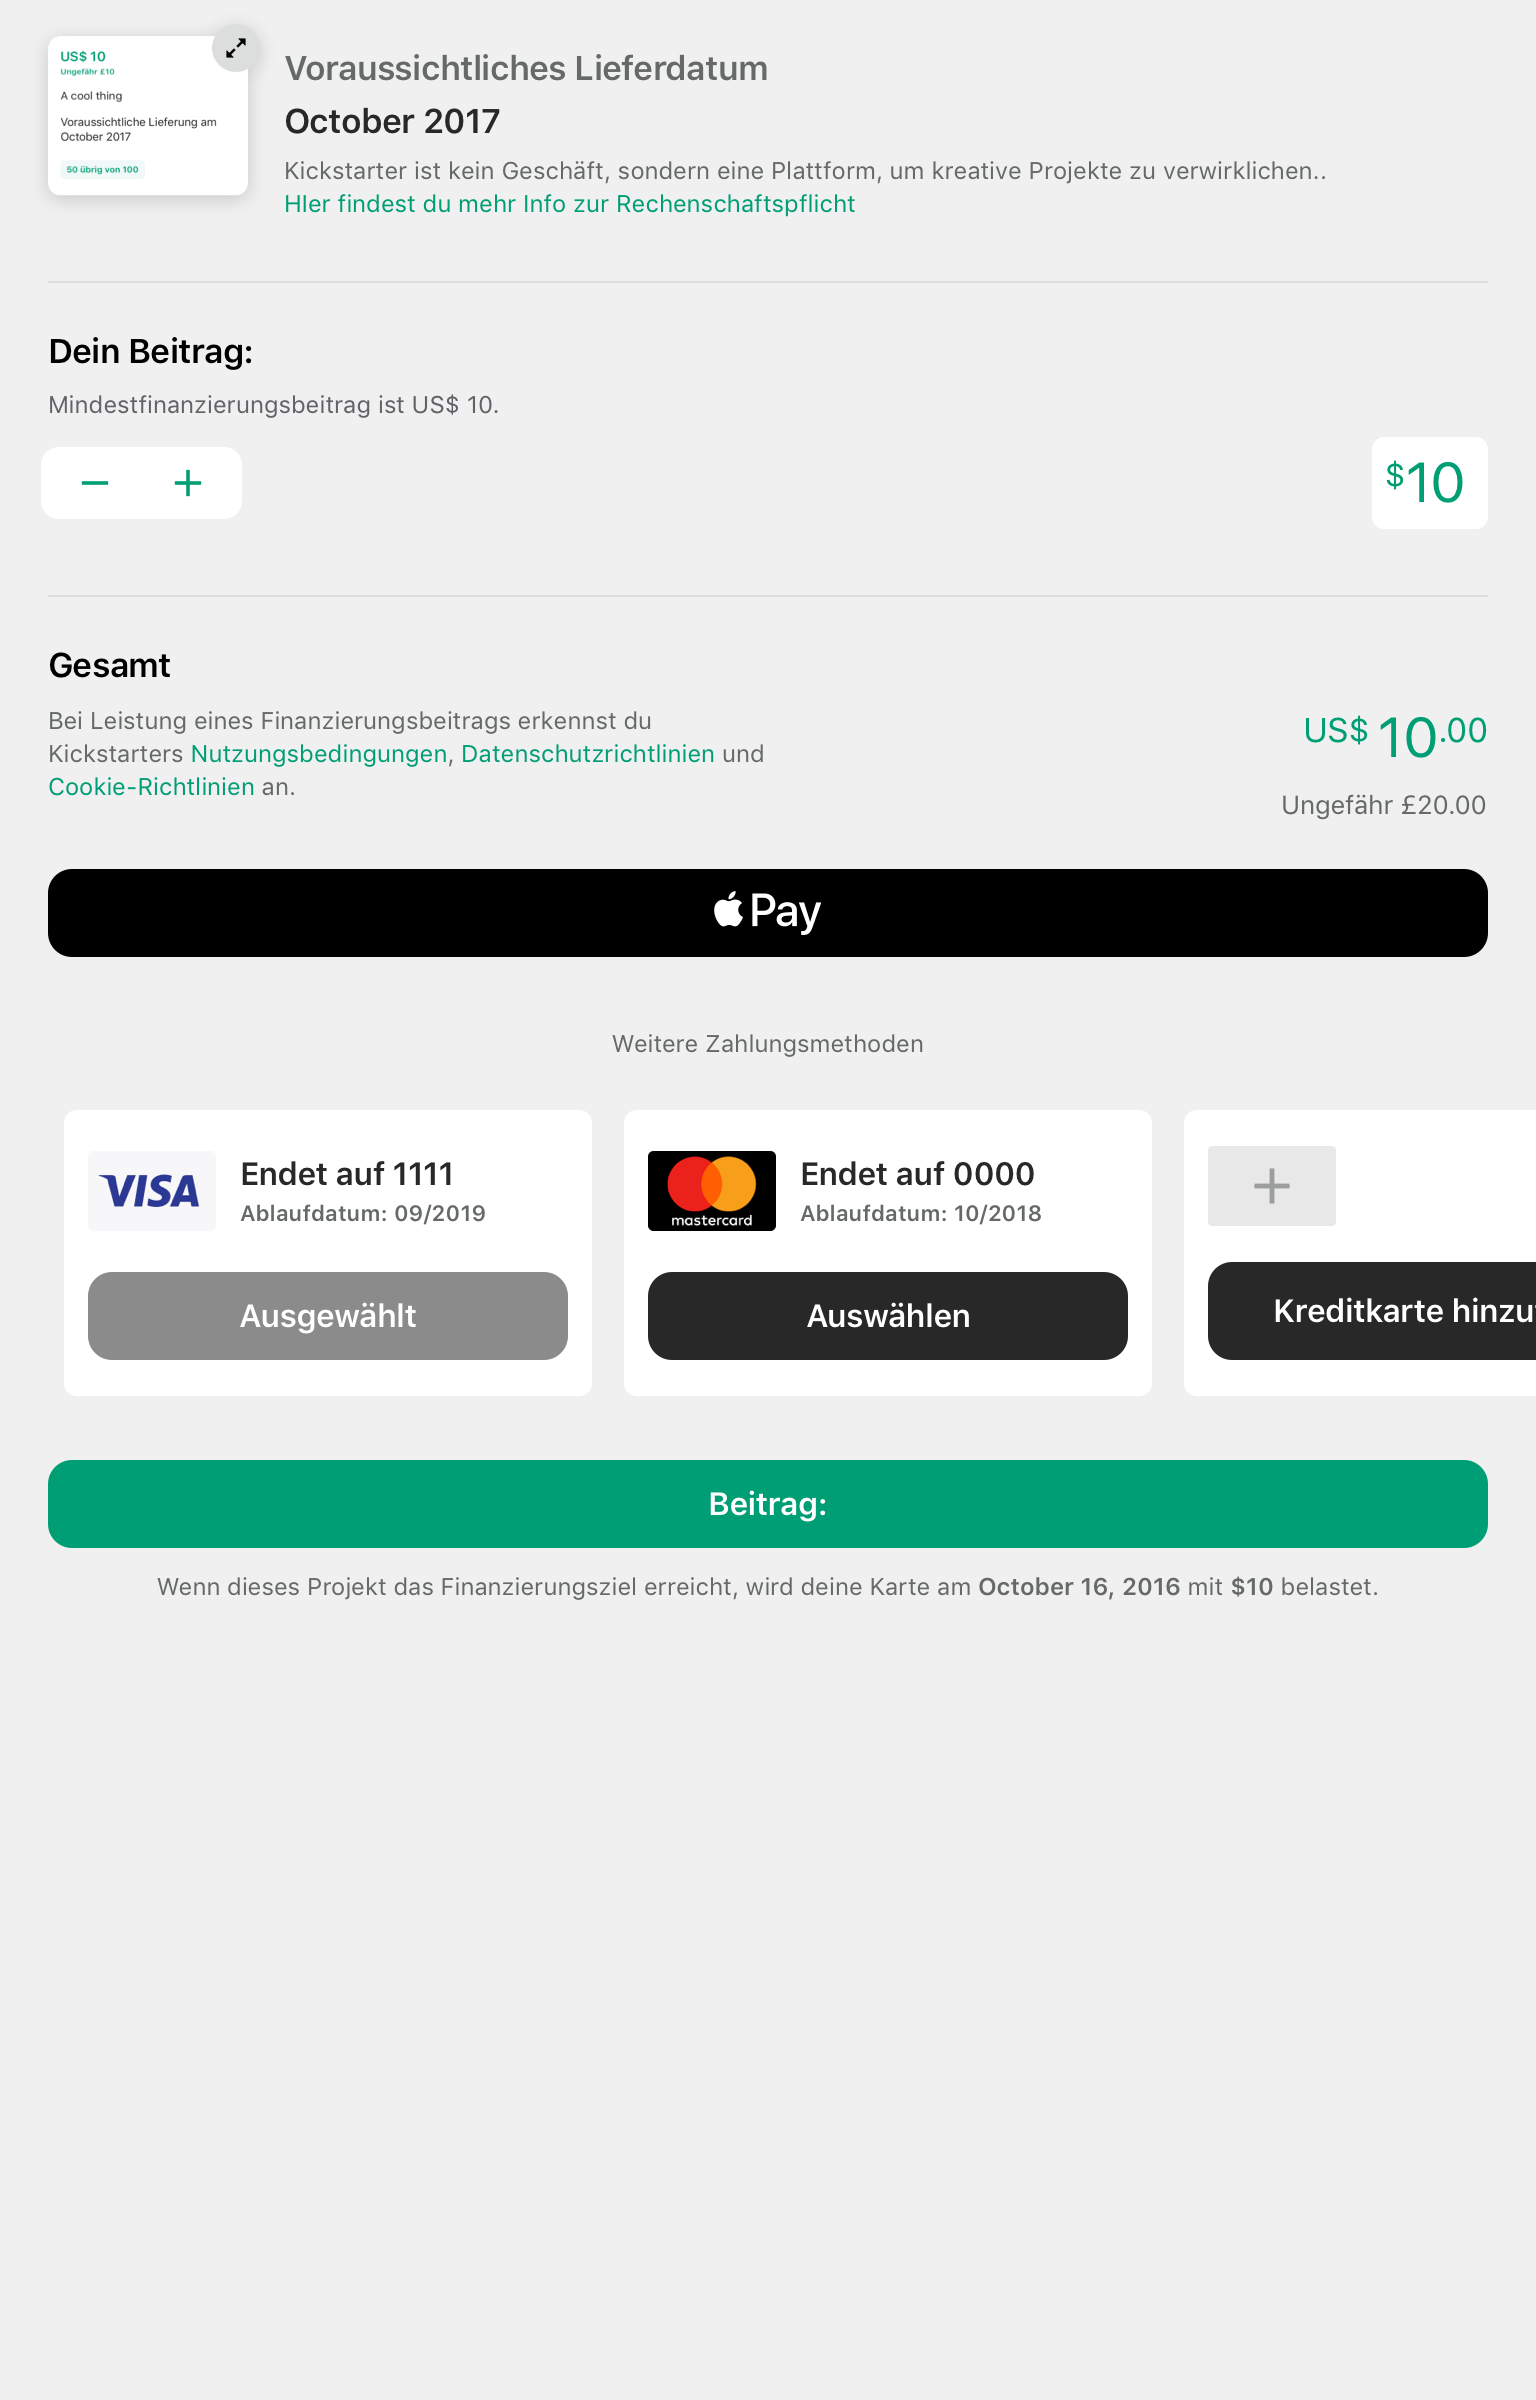 US$ 10
Ungefähr £10
A cool thing
Voraussichtliche Lieferung am
October 2017
50 übrig von 100
Voraussichtliches Lieferdatum
October 2017
Kickstarter ist kein Geschäft, sondern eine Plattform, um kreative Projekte zu verwirklichen..
HIer findest du mehr Info zur Rechenschaftspflicht
Dein Beitrag:
Mindestfinanzierungsbeitrag ist US$ 10.
$10
Gesamt
Bei Leistung eines Finanzierungsbeitrags erkennst du
Kickstarters Nutzungsbedingungen, Datenschutzrichtlinien und
Cookie-Richtlinien an.
US$ 10.00
Ungefähr £20.00
Pay
Weitere Zahlungsmethoden
VISA
Endet auf 1111
Ablaufdatum: 09/2019
Ausgewählt
mastercard
Endet auf 0000
Ablaufdatum: 10/2018
Auswählen
Kreditkarte
Beitrag:
Wenn dieses Projekt das Finanzierungsziel erreicht, wird deine Karte am October 16, 2016 mit $10 belastet.